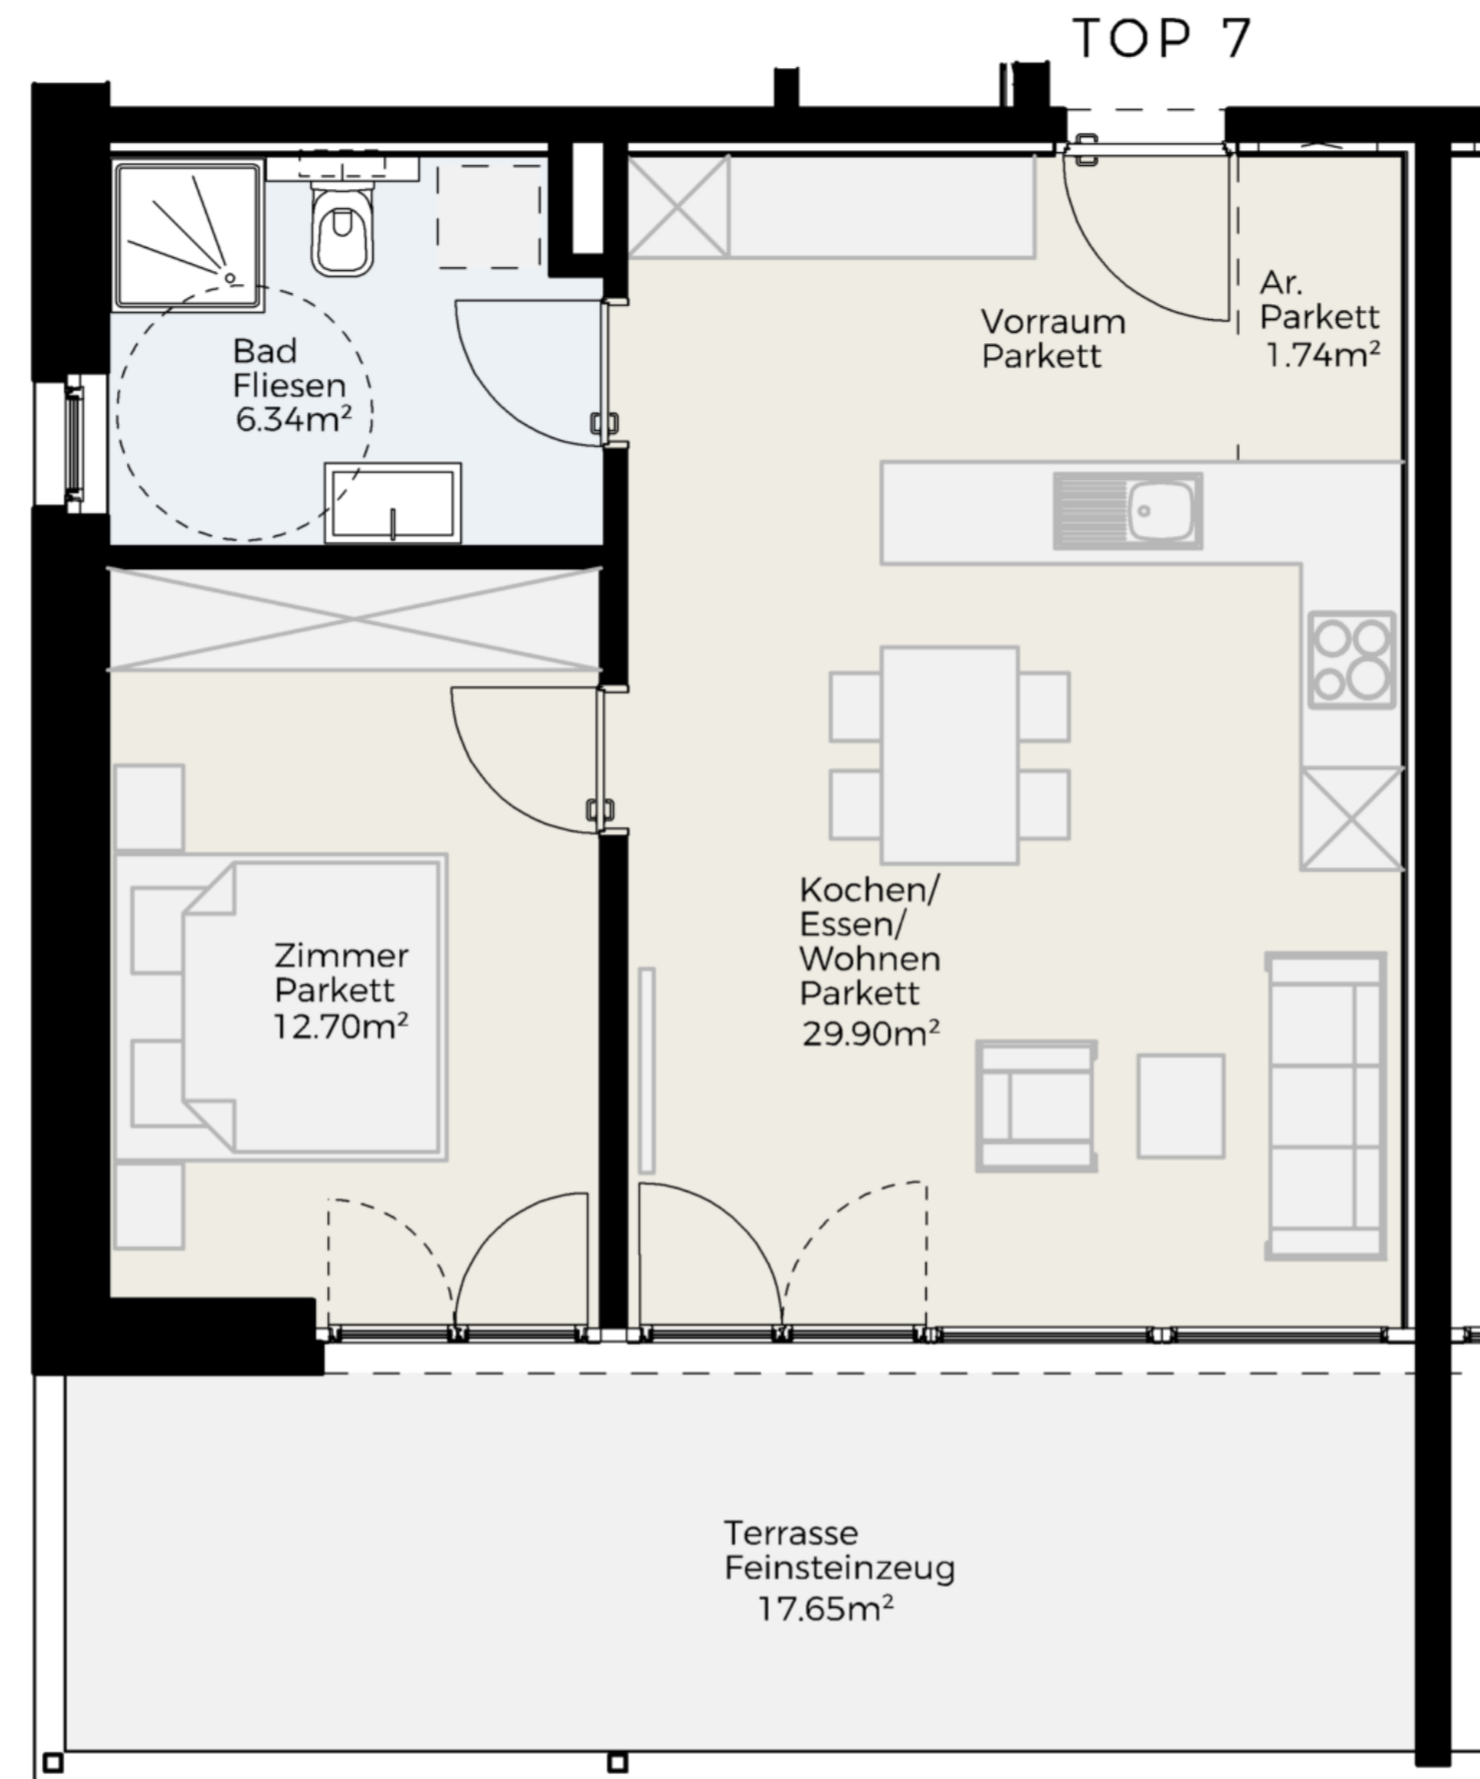 TOP 7
Ar.
Parkett
1.74m²
Vorraum
Parkett
Bad
Fliesen
6.34m²
Kochen/
Essen/
Wohnen
Parkett
29.90m²
Zimmer
Parkett
12.70m²
Terrasse
Feinsteinzeug
17.65m²